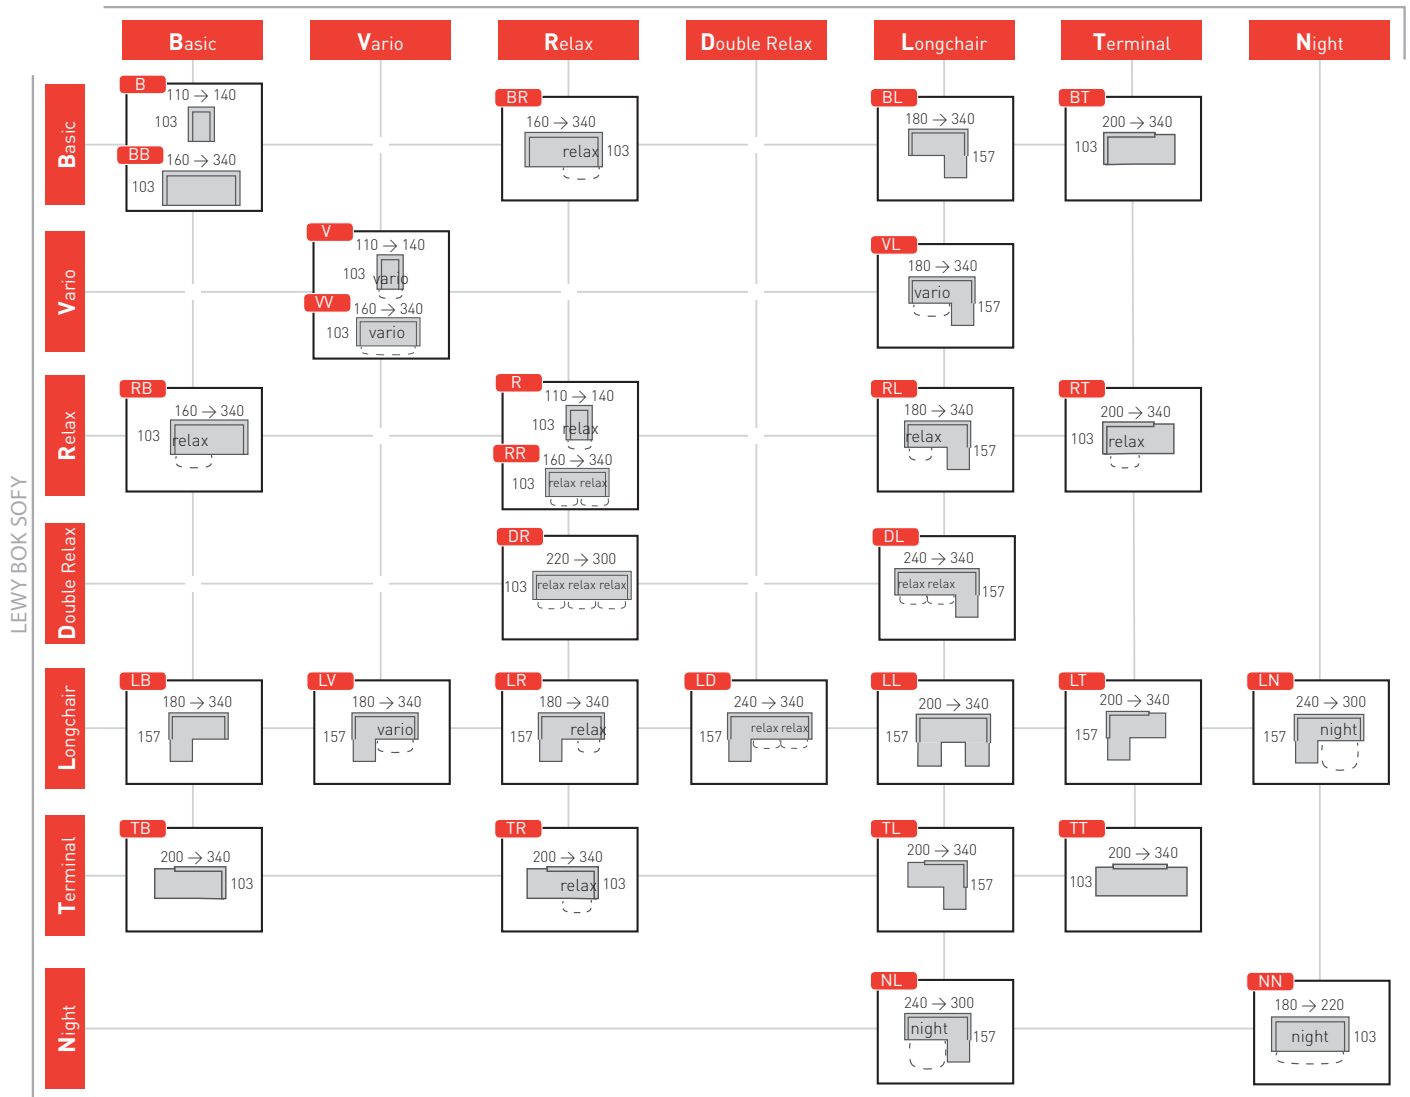 Basic Vario Relax Double Relax Longchair Terminal Night
LEWY BOK SOFY
Basic
B
110 → 140
103
BB
160 → 340
103
BR
160 → 340
relax 103
BL
180 → 340
157
BT
200 → 340
103
Vario
V
110 → 140
103 vario
VV
160 → 340
103 vario
VL
180 → 340
vario
157
Relax
RB
160 → 340
103 relax
R
110 → 140
103 relax
RR
160 → 340
103 relax relax
RL
180 → 340
relax
157
RT
200 → 340
103 relax
Double Relax
DR
220 → 300
103 relax relax relax
DL
240 → 340
relax relax
157
Longchair
LB
180 → 340
157
LV
180 → 340
vario
157
LR
180 → 340
relax
157
LD
240 → 340
relax relax
157
LL
200 → 340
157
LT
200 → 340
157
LN
240 → 300
night
157
Terminal
TB
200 → 340
103
TR
200 → 340
relax 103
TL
200 → 340
157
TT
200 → 340
103
Night
NL
240 → 300
night
157
NN
180 → 220
night 103